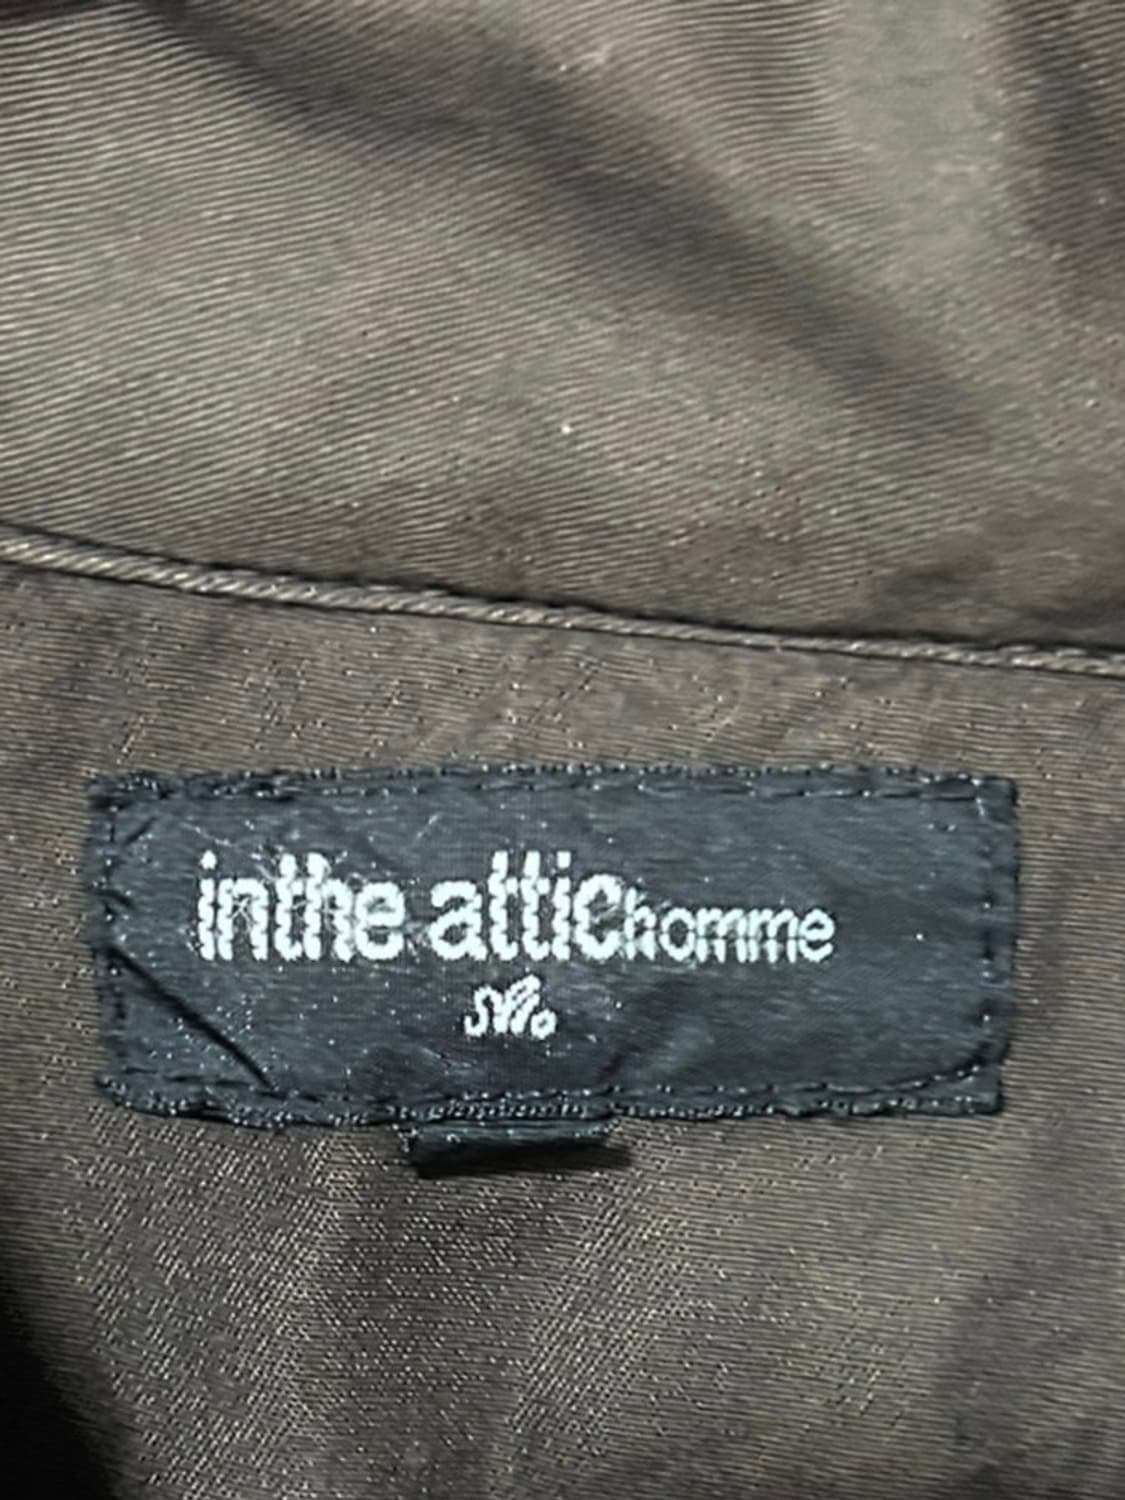 inthe attic homme